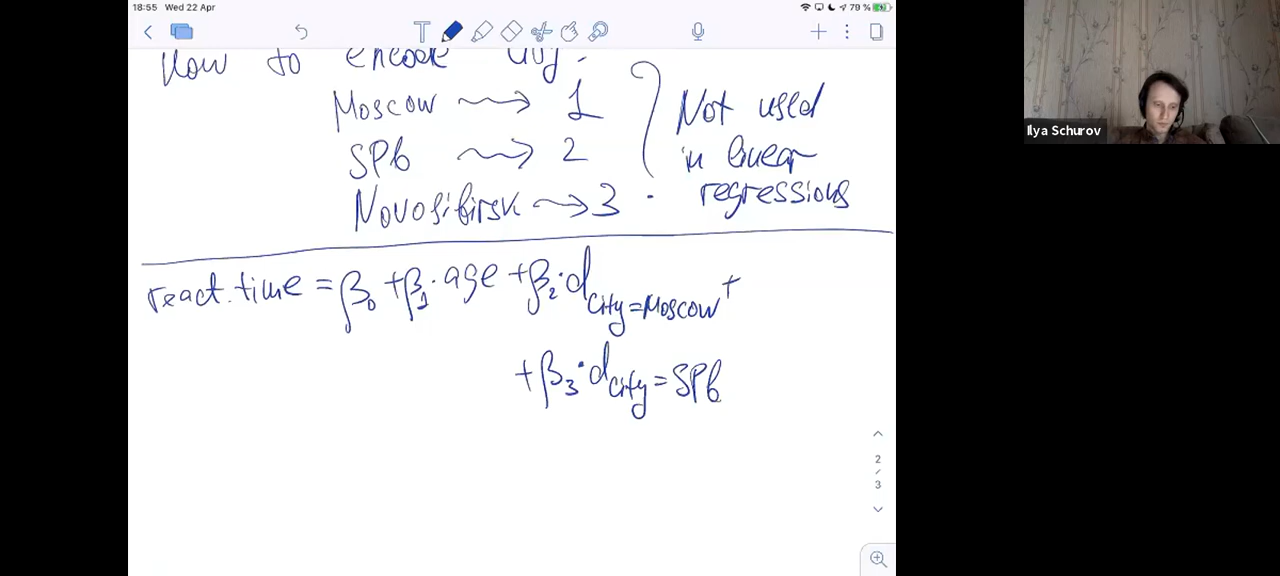 18:55 Wed 22 Apr
79 %
How to encode
Moscow 1
SPb 2
Novosibirsk 3
Not used
in linear
regressions
react.time = β₀ + β₁·age + β₂·d city=Moscow +
+ β₃·d city=SPb
2
/
3
Ilya Schurov